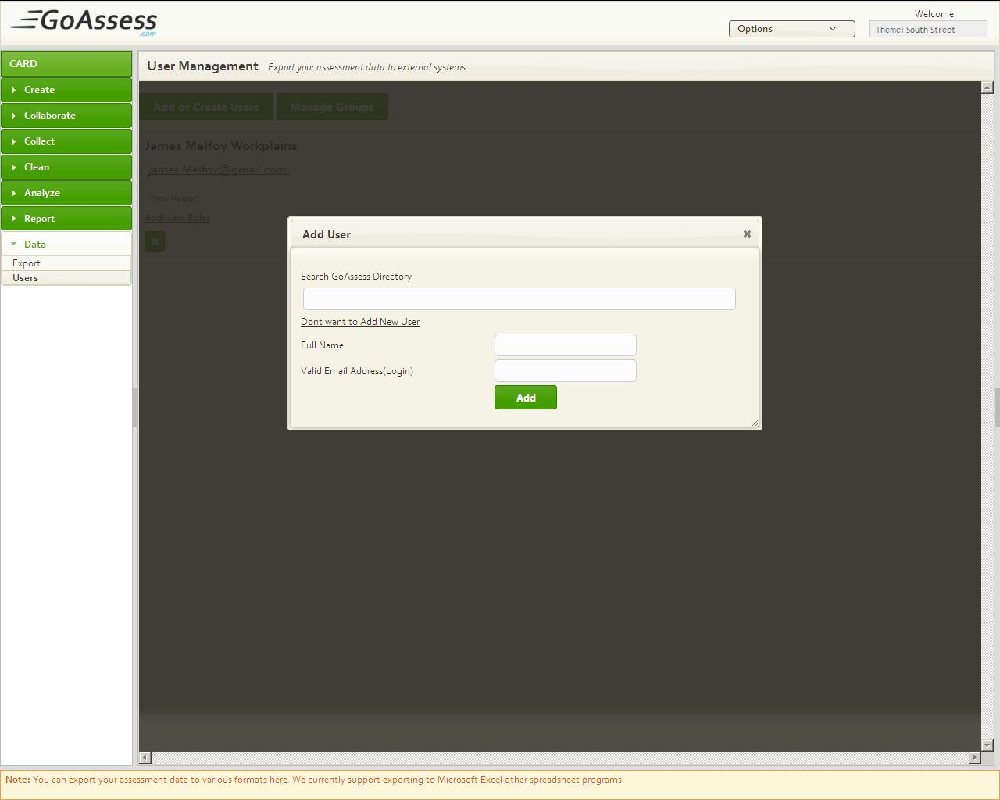 GoAssess
.com
Welcome
Options
Theme: South Street
CARD
Create
Collaborate
Collect
Clean
Analyze
Report
Data
Export
Users
User Management Export your assessment data to external systems.
Add or Create Users Manage Groups
James Melfoy Workplains
james.Melfoy@gmail.com
View Report
Add/View Roles
Add User
Search GoAssess Directory
Dont want to Add New User
Full Name
Valid Email Address(Login)
Add
Note: You can export your assessment data to various formats here. We currently support exporting to Microsoft Excel other spreadsheet programs.